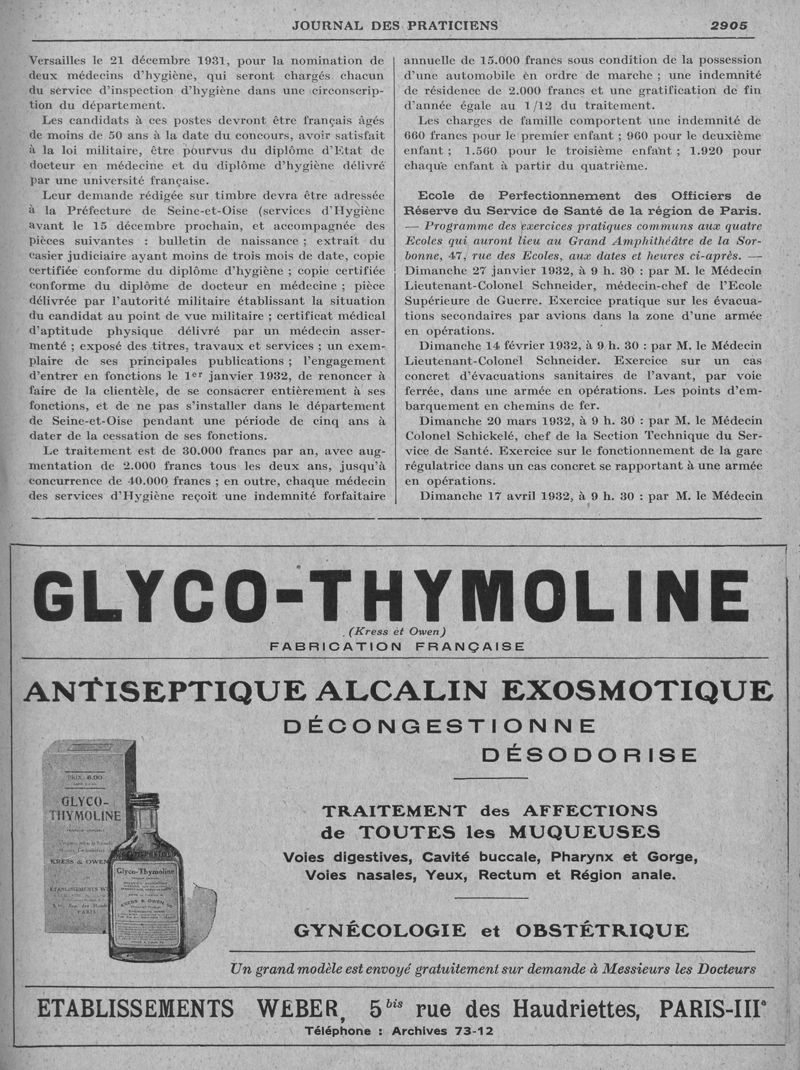 JOURNAL DES PRATICIENS
2905
Versailles le 21 décembre 1931, pour la nomination de
deux médecins d'hygiène, qui seront chargés chacun
du service d'inspection d'hygiène dans une circonscrip-
tion du département.
Les candidats à ces postes devront être français âgés
de moins de 50 ans à la date du concours, avoir satisfait
à la loi militaire, être pourvus du diplôme d'Etat de
docteur en médecine et du diplôme d'hygiène délivré
par une université française.
Leur demande rédigée sur timbre devra être adressée
à la Préfecture de Seine-et-Oise (services d'Hygiène
avant le 15 décembre prochain, et accompagnée des
pièces suivantes : bulletin de naissance ; extrait du
casier judiciaire ayant moins de trois mois de date, copie
certifiée conforme du diplôme d'hygiène ; copie certifiée
conforme du diplôme de docteur en médecine ; pièce
délivrée par l'autorité militaire établissant la situation
du candidat au point de vue militaire ; certificat médical
d'aptitude physique délivré par un médecin asser-
menté ; exposé des titres, travaux et services ; un exem-
plaire de ses principales publications ; l'engagement
d'entrer en fonctions le 1er janvier 1932, de renoncer à
faire de la clientèle, de se consacrer entièrement à ses
fonctions, et de ne pas s'installer dans le département
de Seine-et-Oise pendant une période de cinq ans à
dater de la cessation de ses fonctions.
Le traitement est de 30.000 francs par an, avec aug-
mentation de 2.000 francs tous les deux ans, jusqu'à
concurrence de 40.000 francs ; en outre, chaque médecin
des services d'Hygiène reçoit une indemnité forfaitaire
annuelle de 15.000 francs sous condition de la possession
d'une automobile en ordre de marche ; une indemnité
de résidence de 2.000 francs et une gratification de fin
d'année égale au 1/12 du traitement.
Les charges de famille comportent une indemnité de
660 francs pour le premier enfant ; 960 pour le deuxième
enfant ; 1.560 pour le troisième enfant ; 1.920 pour
chaque enfant à partir du quatrième.
Ecole de Perfectionnement des Officiers de
Réserve du Service de Santé de la région de Paris.
— Programme des exercices pratiques communs aux quatre
Ecoles qui auront lieu au Grand Amphithéâtre de la Sor-
bonne, 47, rue des Ecoles, aux dates et heures ci-après. —
Dimanche 27 janvier 1932, à 9 h. 30 : par M. le Médecin
Lieutenant-Colonel Schneider, médecin-chef de l'Ecole
Supérieure de Guerre. Exercice pratique sur les évacua-
tions secondaires par avions dans la zone d'une armée
en opérations.
Dimanche 14 février 1932, à 9 h. 30 : par M. le Médecin
Lieutenant-Colonel Schneider. Exercice sur un cas
concret d'évacuations sanitaires de l'avant, par voie
ferrée, dans une armée en opérations. Les points d'em-
barquement en chemins de fer.
Dimanche 20 mars 1932, à 9 h. 30 : par M. le Médecin
Colonel Schickelé, chef de la Section Technique du Ser-
vice de Santé. Exercice sur le fonctionnement de la gare
régulatrice dans un cas concret se rapportant à une armée
en opérations.
Dimanche 17 avril 1932, à 9 h. 30 : par M. le Médecin
GLYCO-THYMOLINE
(Kress et Owen)
FABRICATION FRANÇAISE
ANTISEPTIQUE ALCALIN EXOSMOTIQUE
DÉCONGESTIONNE
DÉSODORISE
GLYCO-
THYMOLINE
KRESS & OWEN
PARIS
Glyco-Thymoline
KRESS & OWEN
TRAITEMENT des AFFECTIONS
de TOUTES les MUQUEUSES
Voies digestives, Cavité buccale, Pharynx et Gorge,
Voies nasales, Yeux, Rectum et Région anale.
GYNÉCOLOGIE et OBSTÉTRIQUE
Un grand modèle est envoyé gratuitement sur demande à Messieurs les Docteurs
ETABLISSEMENTS WEBER, 5 bis rue des Haudriettes, PARIS-IIIe
Téléphone : Archives 73-12